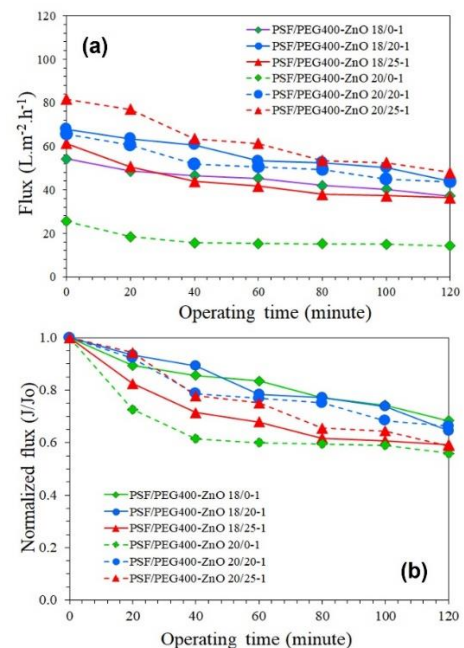 (a)
PSF/PEG400-ZnO 18/0-1
PSF/PEG400-ZnO 18/20-1
PSF/PEG400-ZnO 18/25-1
PSF/PEG400-ZnO 20/0-1
PSF/PEG400-ZnO 20/20-1
PSF/PEG400-ZnO 20/25-1
120
100
80
60
40
20
0
Flux (L.m⁻².h⁻¹)
0 20 40 60 80 100 120
Operating time (minute)
1.0
0.8
0.6
0.4
0.2
0.0
Normalized flux (J/Io)
PSF/PEG400-ZnO 18/0-1
PSF/PEG400-ZnO 18/20-1
PSF/PEG400-ZnO 18/25-1
PSF/PEG400-ZnO 20/0-1
PSF/PEG400-ZnO 20/20-1
PSF/PEG400-ZnO 20/25-1
(b)
0 20 40 60 80 100 120
Operating time (minute)